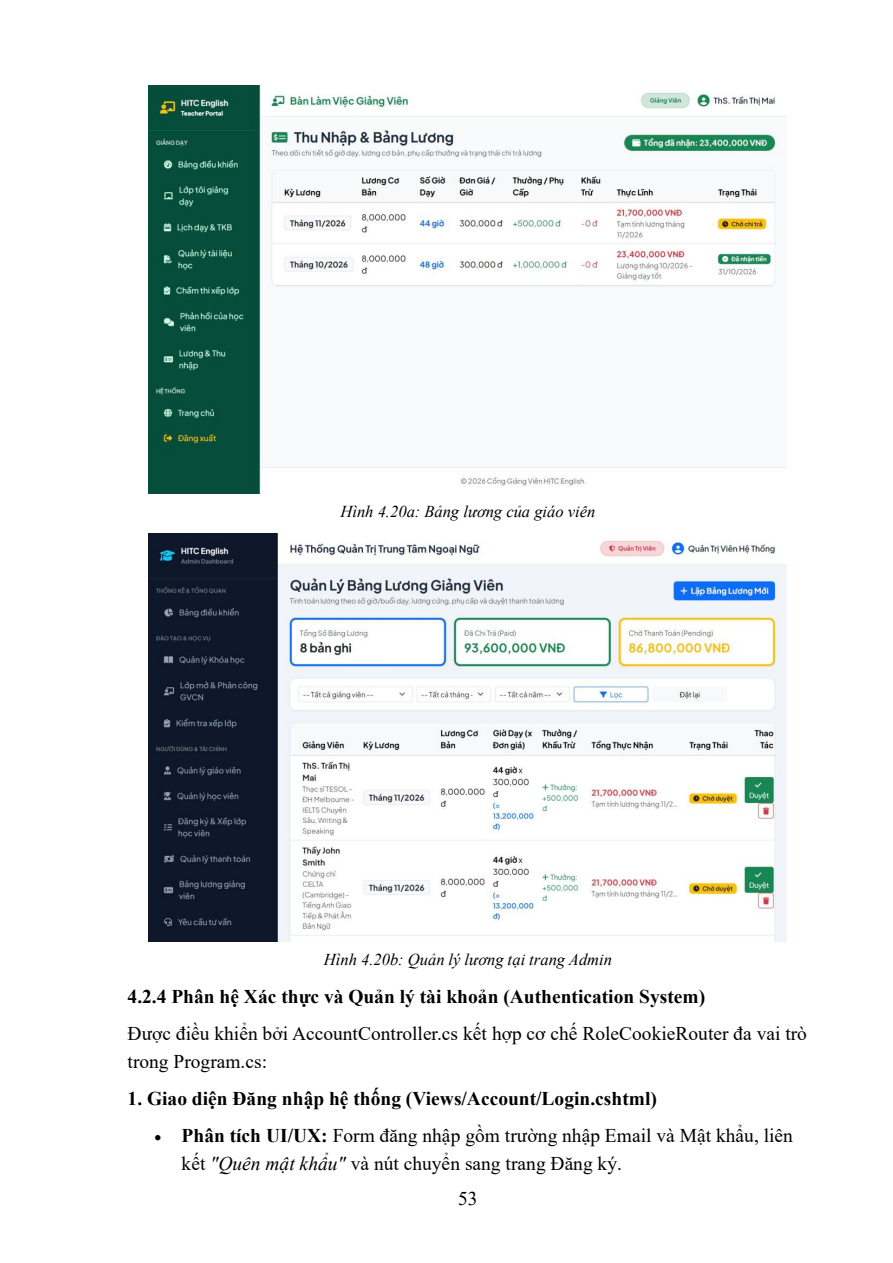 HITC English
Teacher Portal
GIẢNG DẠY
Bảng điều khiển
Lớp tôi giảng
dạy
Lịch dạy & TKB
Quản lý tài liệu
học
Chấm thi xếp lớp
Phản hồi của học
viên
Lương & Thu
nhập
HỆ THỐNG
Trang chủ
Đăng xuất
Bàn Làm Việc Giảng Viên
Giảng Viên
ThS. Trần Thị Mai
Thu Nhập & Bảng Lương
Theo dõi chi tiết số giờ dạy, lương cơ bản, phụ cấp thưởng và trạng thái chi trả lương
Tổng đã nhận: 23,400,000 VNĐ
Kỳ Lương
Lương Cơ
Bản
Số Giờ
Dạy
Đơn Giá /
Giờ
Thưởng / Phụ
Cấp
Khấu
Trừ
Thực Lĩnh
Trạng Thái
Tháng 11/2026
8,000,000
đ
44 giờ
300,000 đ
+500,000 đ
-0 đ
21,700,000 VNĐ
Tạm tính lương tháng
11/2026
Chờ chi trả
Tháng 10/2026
8,000,000
đ
48 giờ
300,000 đ
+1,000,000 đ
-0 đ
23,400,000 VNĐ
Lương tháng 10/2026 -
Giảng dạy tốt
Đã nhận tiền
31/10/2026
© 2026 Cổng Giảng Viên HITC English.
Hình 4.20a: Bảng lương của giáo viên
HITC English
Admin Dashboard
THỐNG KÊ & TỔNG QUAN
Bảng điều khiển
ĐÀO TẠO & HỌC VỤ
Quản lý Khóa học
Lớp mở & Phân công
GVCN
Kiểm tra xếp lớp
NGƯỜI DÙNG & TÀI CHÍNH
Quản lý giáo viên
Quản lý học viên
Đăng ký & Xếp lớp
học viên
Quản lý thanh toán
Bảng lương giảng
viên
Yêu cầu tư vấn
Hệ Thống Quản Trị Trung Tâm Ngoại Ngữ
Quản Trị Viên
Quản Trị Viên Hệ Thống
Quản Lý Bảng Lương Giảng Viên
Tính toán lương theo số giờ/buổi dạy, lương cứng, phụ cấp và duyệt thanh toán lương
+ Lập Bảng Lương Mới
Tổng Số Bảng Lương
8 bản ghi
Đã Chi Trả (Paid)
93,600,000 VNĐ
Chờ Thanh Toán (Pending)
86,800,000 VNĐ
-- Tất cả giảng viên --
-- Tất cả tháng -
-- Tất cả năm --
Lọc
Đặt lại
Giảng Viên
Kỳ Lương
Lương Cơ
Bản
Giờ Dạy (x
Đơn giá)
Thưởng /
Khấu Trừ
Tổng Thực Nhận
Trạng Thái
Thao
Tác
ThS. Trần Thị
Mai
Thạc sĩ TESOL -
ĐH Melbourne -
IELTS Chuyên
Sâu, Writing &
Speaking
Tháng 11/2026
8,000,000
đ
44 giờ x
300,000
đ
(=
13,200,000
đ)
+ Thưởng:
+500,000
đ
21,700,000 VNĐ
Tạm tính lương tháng 11/2...
Chờ duyệt
Duyệt
Thầy John
Smith
Chứng chỉ
CELTA
(Cambridge) -
Tiếng Anh Giao
Tiếp & Phát Âm
Bản Ngữ
Tháng 11/2026
8,000,000
đ
44 giờ x
300,000
đ
(=
13,200,000
đ)
+ Thưởng:
+500,000
đ
21,700,000 VNĐ
Tạm tính lương tháng 11/2...
Chờ duyệt
Duyệt
Hình 4.20b: Quản lý lương tại trang Admin
4.2.4 Phân hệ Xác thực và Quản lý tài khoản (Authentication System)
Được điều khiển bởi AccountController.cs kết hợp cơ chế RoleCookieRouter đa vai trò
trong Program.cs:
1. Giao diện Đăng nhập hệ thống (Views/Account/Login.cshtml)
• Phân tích UI/UX: Form đăng nhập gồm trường nhập Email và Mật khẩu, liên
kết "Quên mật khẩu" và nút chuyển sang trang Đăng ký.
53